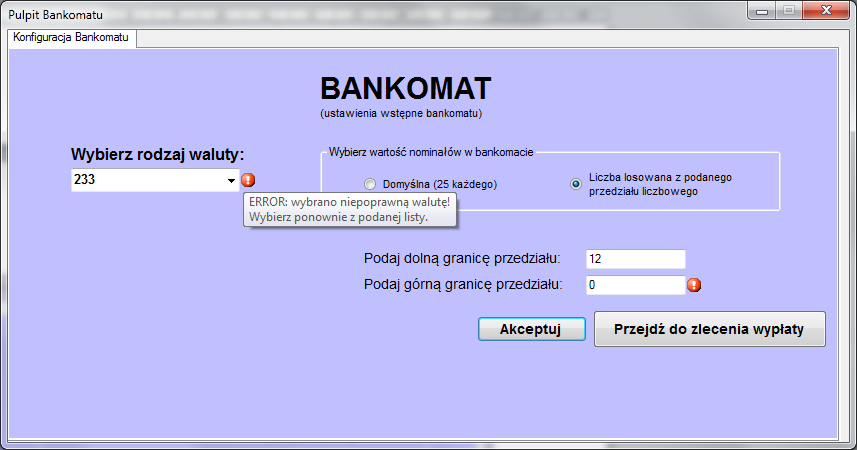 Pulpit Bankomatu
Konfiguracja Bankomatu
BANKOMAT
(ustawienia wstępne bankomatu)
Wybierz rodzaj waluty:
233
ERROR: wybrano niepoprawną walutę!
Wybierz ponownie z podanej listy.
Wybierz wartość nominałów w bankomacie
Domyślna (25 każdego)
Liczba losowana z podanego
przedziału liczbowego
Podaj dolną granicę przedziału:
12
Podaj górną granicę przedziału:
0
Akceptuj
Przejdź do zlecenia wypłaty